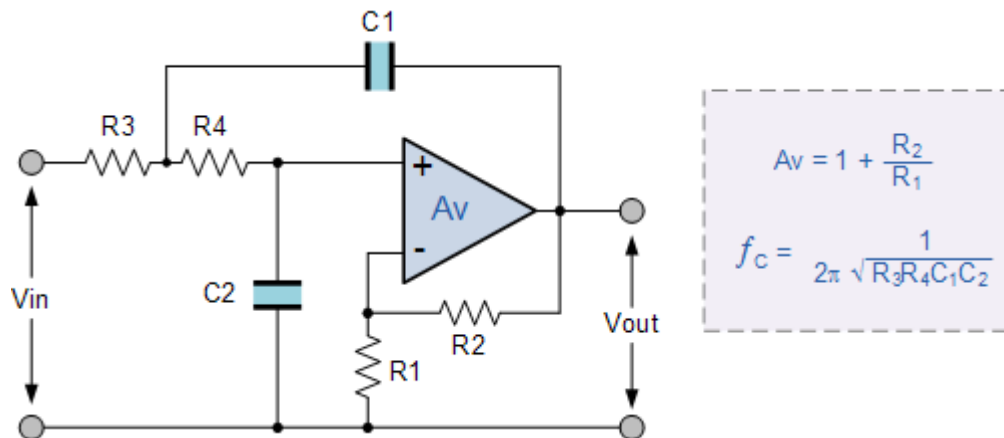 C1
R3
R4
+
Av
-
Vin
C2
R2
Vout
R1
Av = 1 + R₂/R₁
fC = 1/(2π √(R₃R₄C₁C₂))